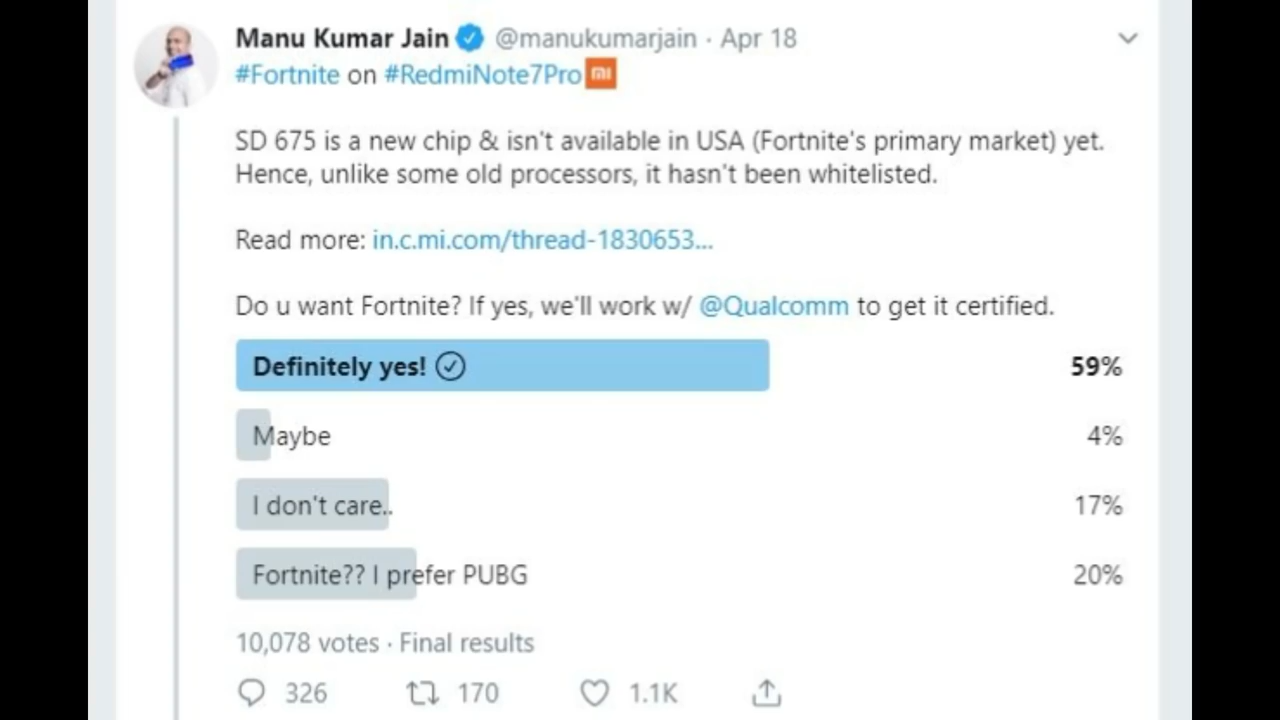 Manu Kumar Jain @manukumarjain · Apr 18
#Fortnite on #RedmiNote7Pro mi
SD 675 is a new chip & isn't available in USA (Fortnite's primary market) yet.
Hence, unlike some old processors, it hasn't been whitelisted.
Read more: in.c.mi.com/thread-1830653...
Do u want Fortnite? If yes, we'll work w/ @Qualcomm to get it certified.
Definitely yes! 59%
Maybe 4%
I don't care.. 17%
Fortnite?? I prefer PUBG 20%
10,078 votes · Final results
326 170 1.1K